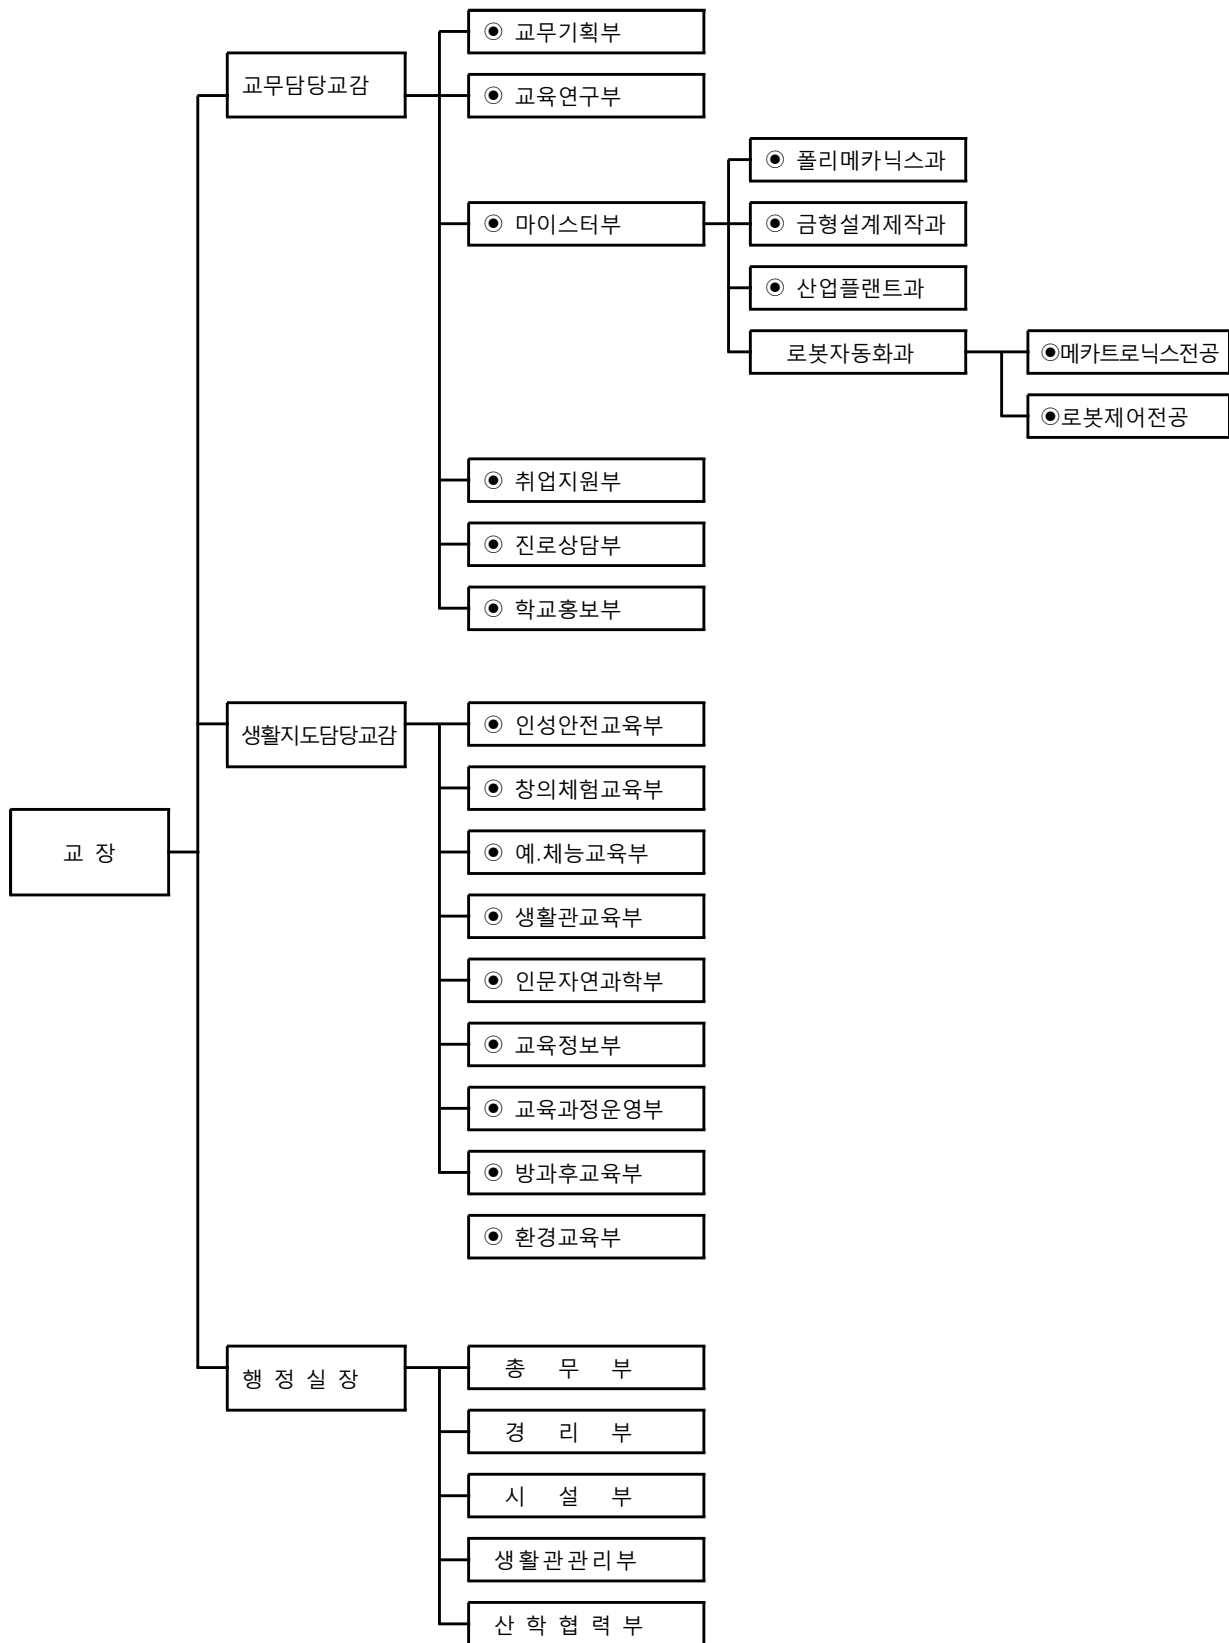 ◉ 교무기획부
교무담당교감
◉ 교육연구부
◉ 폴리메카닉스과
◉ 마이스터부
◉ 금형설계제작과
◉ 산업플랜트과
로봇자동화과
◉메카트로닉스전공
◉로봇제어전공
◉ 취업지원부
◉ 진로상담부
◉ 학교홍보부
생활지도담당교감
◉ 인성안전교육부
◉ 창의체험교육부
교 장
◉ 예.체능교육부
◉ 생활관교육부
◉ 인문자연과학부
◉ 교육정보부
◉ 교육과정운영부
◉ 방과후교육부
◉ 환경교육부
행 정 실 장
총 무 부
경 리 부
시 설 부
생활관관리부
산 학 협 력 부